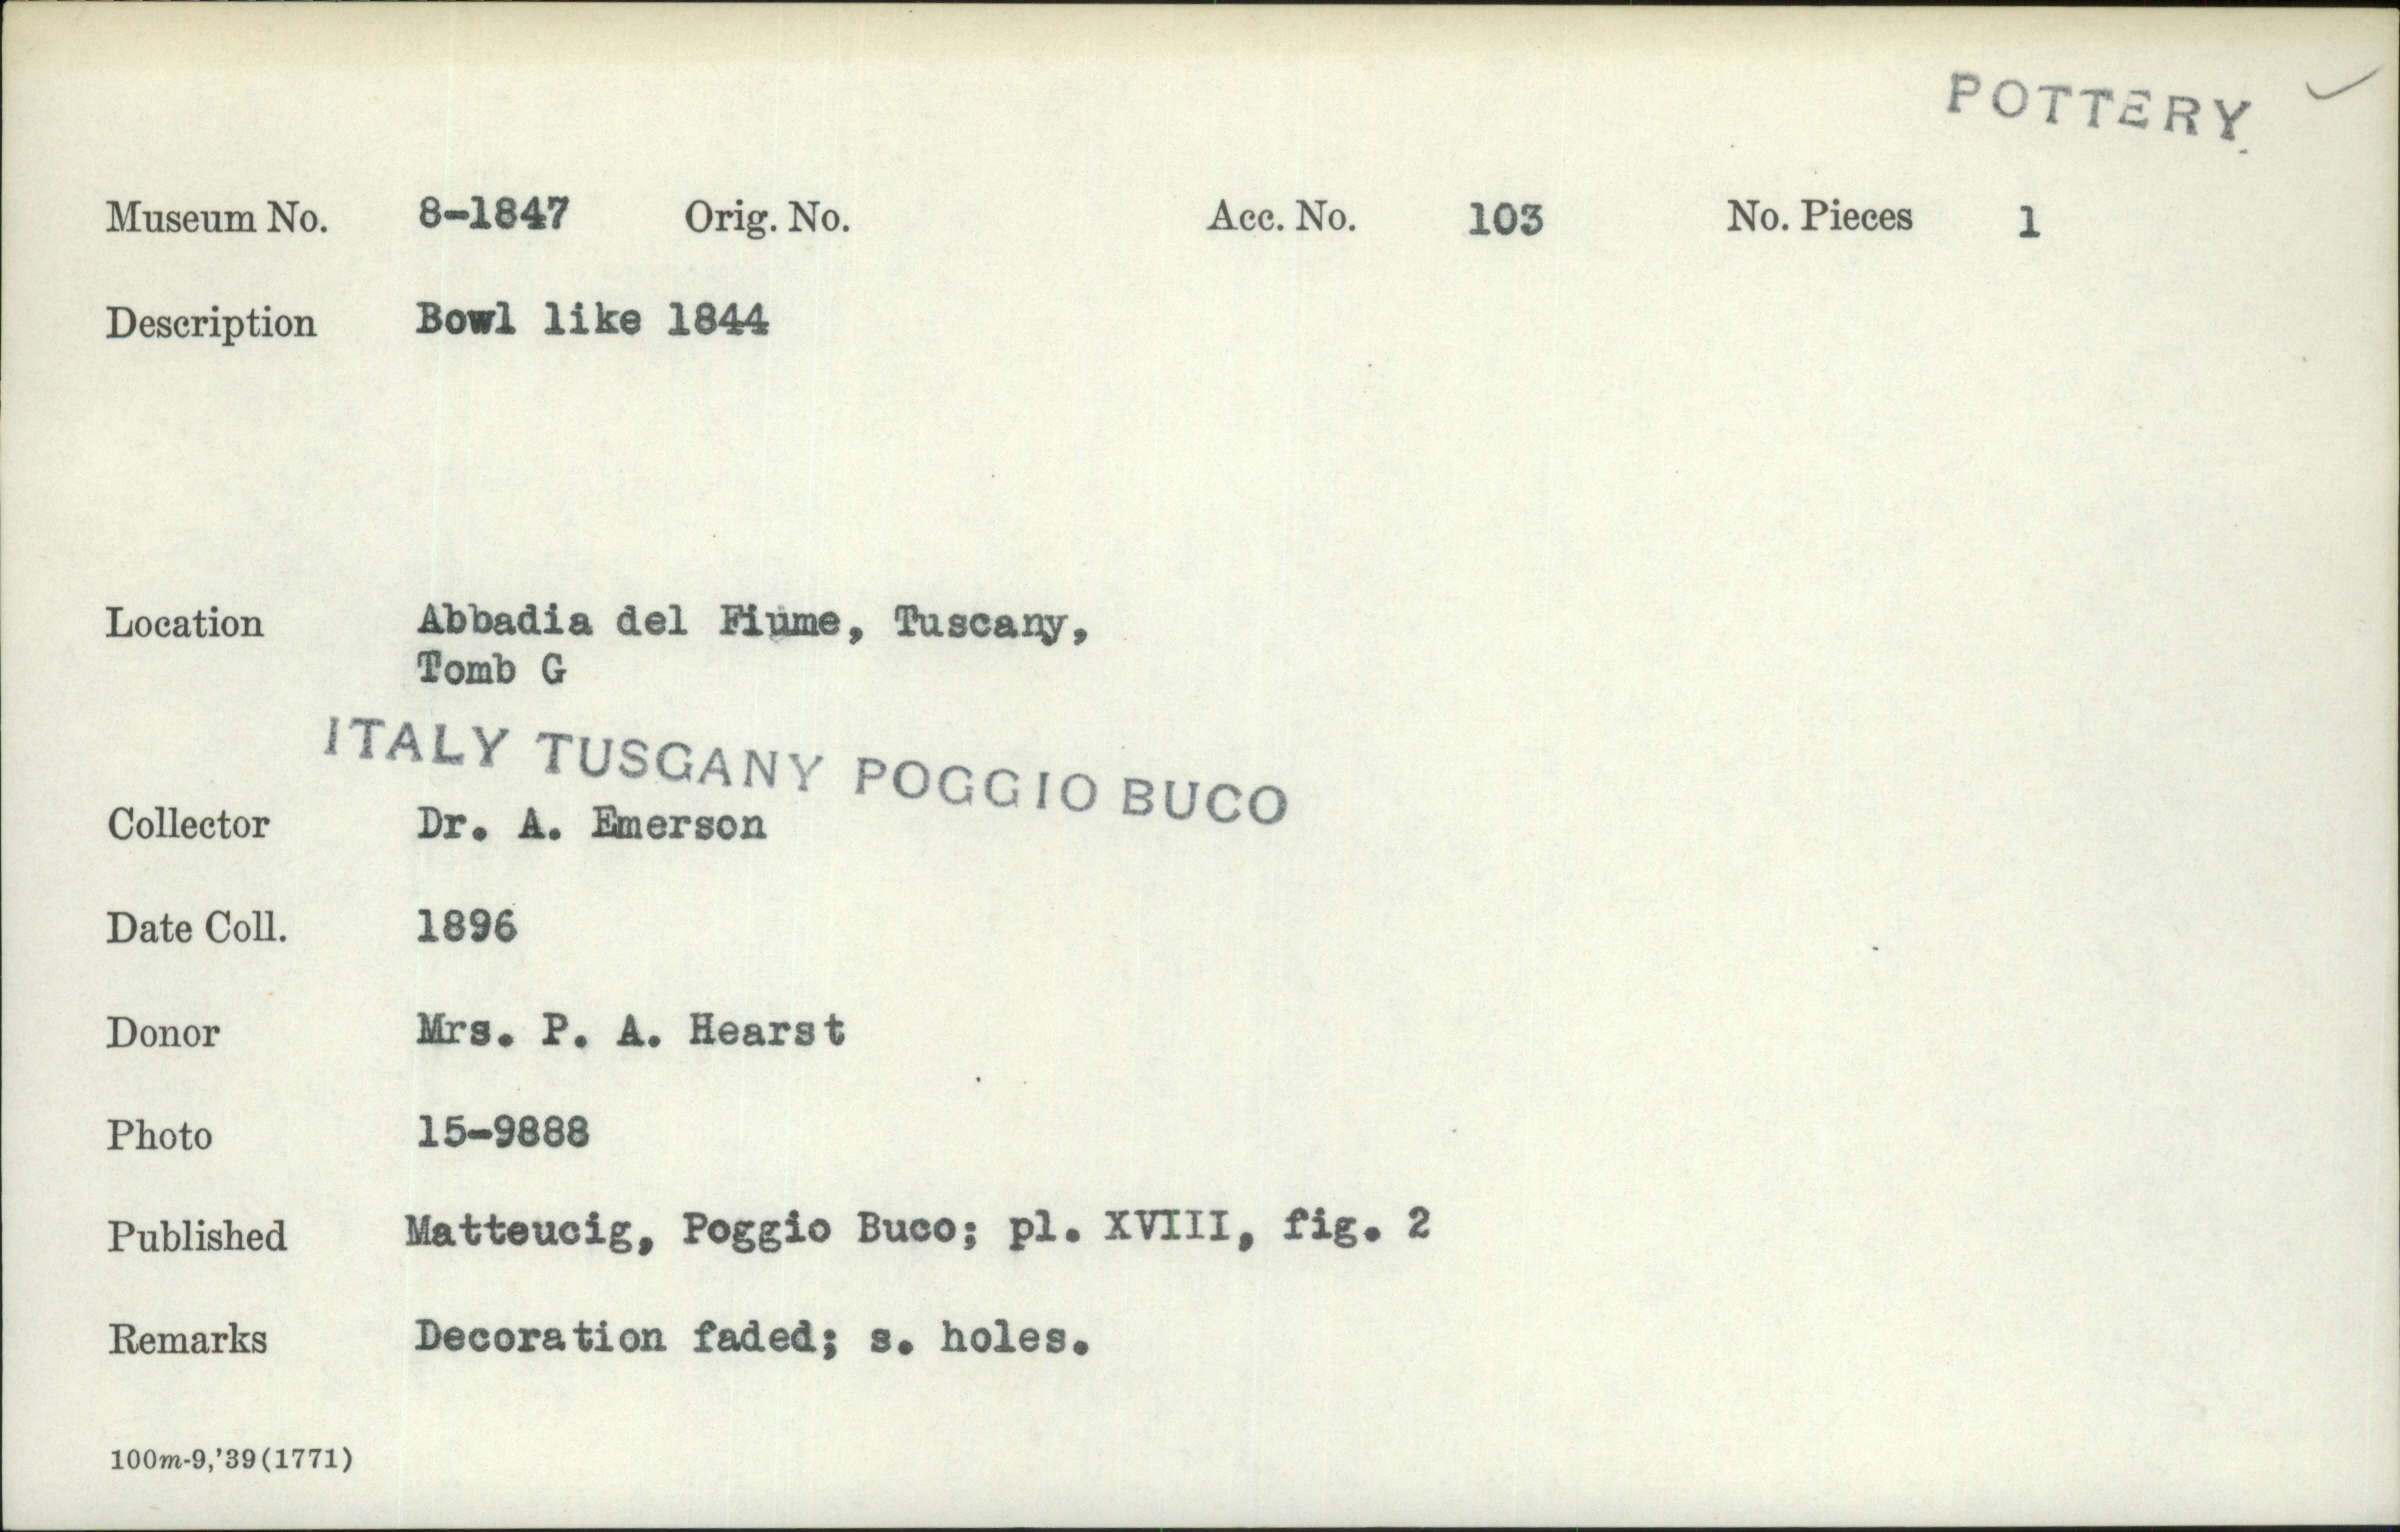 POTTERY
Museum No. 8-1847 Orig. No. Acc. No. 103 No. Pieces 1
Description Bowl like 1844
Location Abbadia del Fiume, Tuscany,
Tomb G
ITALY TUSCANY POGGIO BUCO
Collector Dr. A. Emerson
Date Coll. 1896
Donor Mrs. P. A. Hearst
Photo 15-9888
Published Matteucig, Poggio Buco; pl. XVIII, fig. 2
Remarks Decoration faded; s. holes.
100m-9,'39(1771)